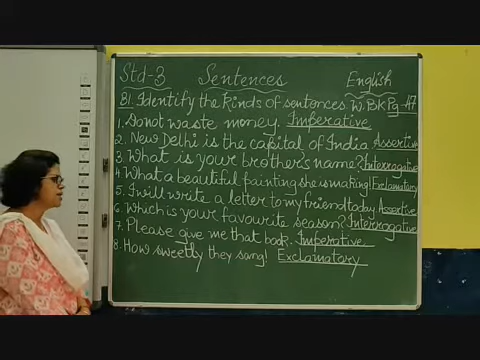 Std-3 Sentences English
B1. Identify the kinds of sentences. W.Bk Pg-47
1. Do not waste money. Imperative
2. New Delhi is the capital of India Assertive
3. What is your brother's name? Interrogative
4. What a beautiful painting she is making! Exclamatory
5. I will write a letter to my friend today. Assertive
6. Which is your favourite season? Interrogative
7. Please give me that book. Imperative
8. How sweetly they sang! Exclamatory